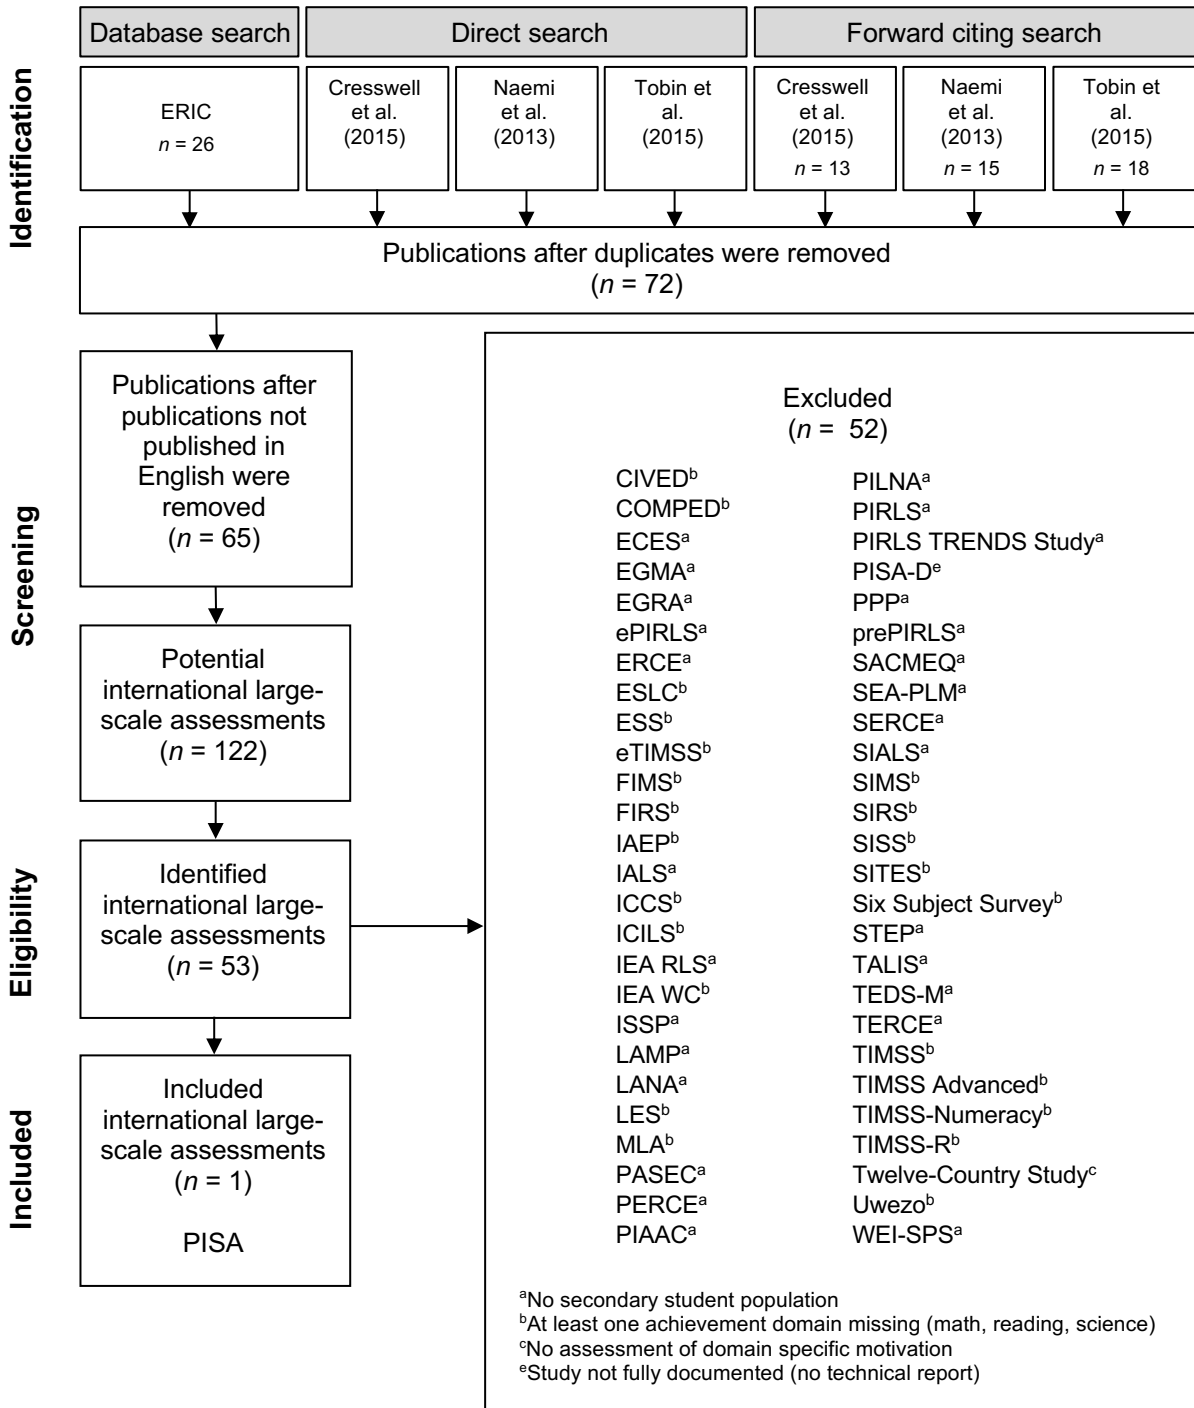 Database search
Direct search
Forward citing search
Identification
ERIC
n = 26
Cresswell
et al.
(2015)
Naemi
et al.
(2013)
Tobin et
al.
(2015)
Cresswell
et al.
(2015)
n = 13
Naemi
et al.
(2013)
n = 15
Tobin et
al.
(2015)
n = 18
Publications after duplicates were removed
(n = 72)
Screening
Publications after
publications not
published in
English were
removed
(n = 65)
Potential
international large-
scale assessments
(n = 122)
Eligibility
Identified
international large-
scale assessments
(n = 53)
Included
Included
international large-
scale assessments
(n = 1)
PISA
Excluded
(n = 52)
CIVEDb
COMPEDb
ECESa
EGMAa
EGRAa
ePIRLSa
ERCEa
ESLCb
ESSb
eTIMSSb
FIMSb
FIRSb
IAEPb
IALSa
ICCSb
ICILSb
IEA RLSa
IEA WCb
ISSPa
LAMPa
LANAa
LESb
MLAb
PASECa
PERCEa
PIAACa
PILNAa
PIRLSa
PIRLS TRENDS Studya
PISA-De
PPPa
prePIRLSa
SACMEQa
SEA-PLMa
SERCEa
SIALSa
SIMSb
SIRSb
SISSb
SITESb
Six Subject Surveyb
STEPa
TALISa
TEDS-Ma
TERCEa
TIMSSb
TIMSS Advancedb
TIMSS-Numeracyb
TIMSS-Rb
Twelve-Country Studyc
Uwezob
WEI-SPSa
aNo secondary student population
bAt least one achievement domain missing (math, reading, science)
cNo assessment of domain specific motivation
eStudy not fully documented (no technical report)